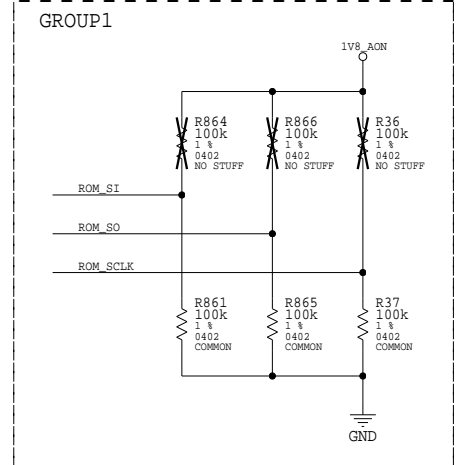 GROUP1
1V8_AON
R864
100k
1 %
0402
NO STUFF
R866
100k
1 %
0402
NO STUFF
R36
100k
1 %
0402
NO STUFF
ROM_SI
ROM_SO
ROM_SCLK
R861
100k
1 %
0402
COMMON
R865
100k
1 %
0402
COMMON
R37
100k
1 %
0402
COMMON
GND